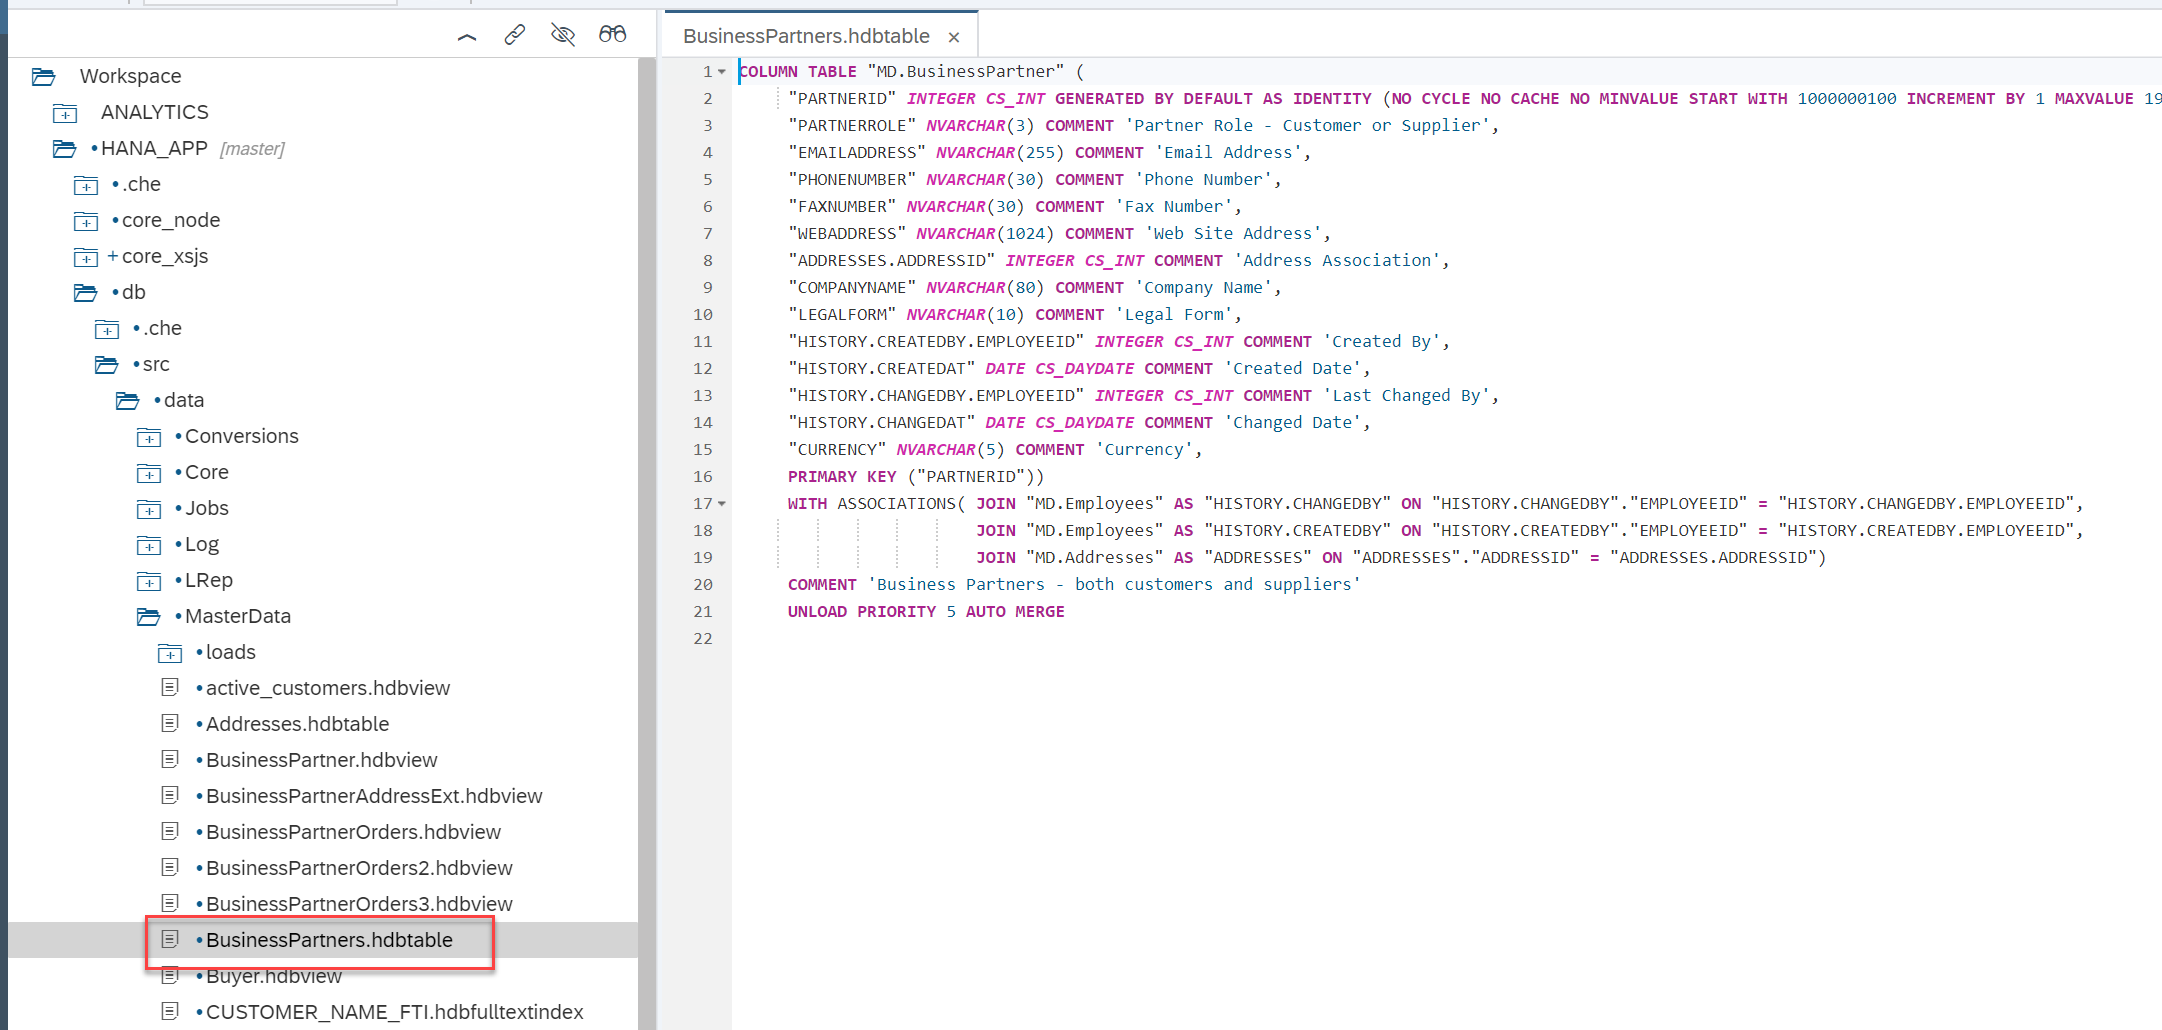 Workspace
ANALYTICS
•HANA_APP [master]
•.che
•core_node
+core_xsjs
•db
•.che
•src
•data
•Conversions
•Core
•Jobs
•Log
•LRep
•MasterData
•loads
•active_customers.hdbview
•Addresses.hdbtable
•BusinessPartner.hdbview
•BusinessPartnerAddressExt.hdbview
•BusinessPartnerOrders.hdbview
•BusinessPartnerOrders2.hdbview
•BusinessPartnerOrders3.hdbview
•BusinessPartners.hdbtable
•Buyer.hdbview
•CUSTOMER_NAME_FTI.hdbfulltextindex
BusinessPartners.hdbtable ×
1 COLUMN TABLE "MD.BusinessPartner" (
2 "PARTNERID" INTEGER CS_INT GENERATED BY DEFAULT AS IDENTITY (NO CYCLE NO CACHE NO MINVALUE START WITH 1000000100 INCREMENT BY 1 MAXVALUE 19
3 "PARTNERROLE" NVARCHAR(3) COMMENT 'Partner Role - Customer or Supplier',
4 "EMAILADDRESS" NVARCHAR(255) COMMENT 'Email Address',
5 "PHONENUMBER" NVARCHAR(30) COMMENT 'Phone Number',
6 "FAXNUMBER" NVARCHAR(30) COMMENT 'Fax Number',
7 "WEBADDRESS" NVARCHAR(1024) COMMENT 'Web Site Address',
8 "ADDRESSES.ADDRESSID" INTEGER CS_INT COMMENT 'Address Association',
9 "COMPANYNAME" NVARCHAR(80) COMMENT 'Company Name',
10 "LEGALFORM" NVARCHAR(10) COMMENT 'Legal Form',
11 "HISTORY.CREATEDBY.EMPLOYEEID" INTEGER CS_INT COMMENT 'Created By',
12 "HISTORY.CREATEDAT" DATE CS_DAYDATE COMMENT 'Created Date',
13 "HISTORY.CHANGEDBY.EMPLOYEEID" INTEGER CS_INT COMMENT 'Last Changed By',
14 "HISTORY.CHANGEDAT" DATE CS_DAYDATE COMMENT 'Changed Date',
15 "CURRENCY" NVARCHAR(5) COMMENT 'Currency',
16 PRIMARY KEY ("PARTNERID"))
17 WITH ASSOCIATIONS( JOIN "MD.Employees" AS "HISTORY.CHANGEDBY" ON "HISTORY.CHANGEDBY"."EMPLOYEEID" = "HISTORY.CHANGEDBY.EMPLOYEEID",
18 JOIN "MD.Employees" AS "HISTORY.CREATEDBY" ON "HISTORY.CREATEDBY"."EMPLOYEEID" = "HISTORY.CREATEDBY.EMPLOYEEID",
19 JOIN "MD.Addresses" AS "ADDRESSES" ON "ADDRESSES"."ADDRESSID" = "ADDRESSES.ADDRESSID")
20 COMMENT 'Business Partners - both customers and suppliers'
21 UNLOAD PRIORITY 5 AUTO MERGE
22